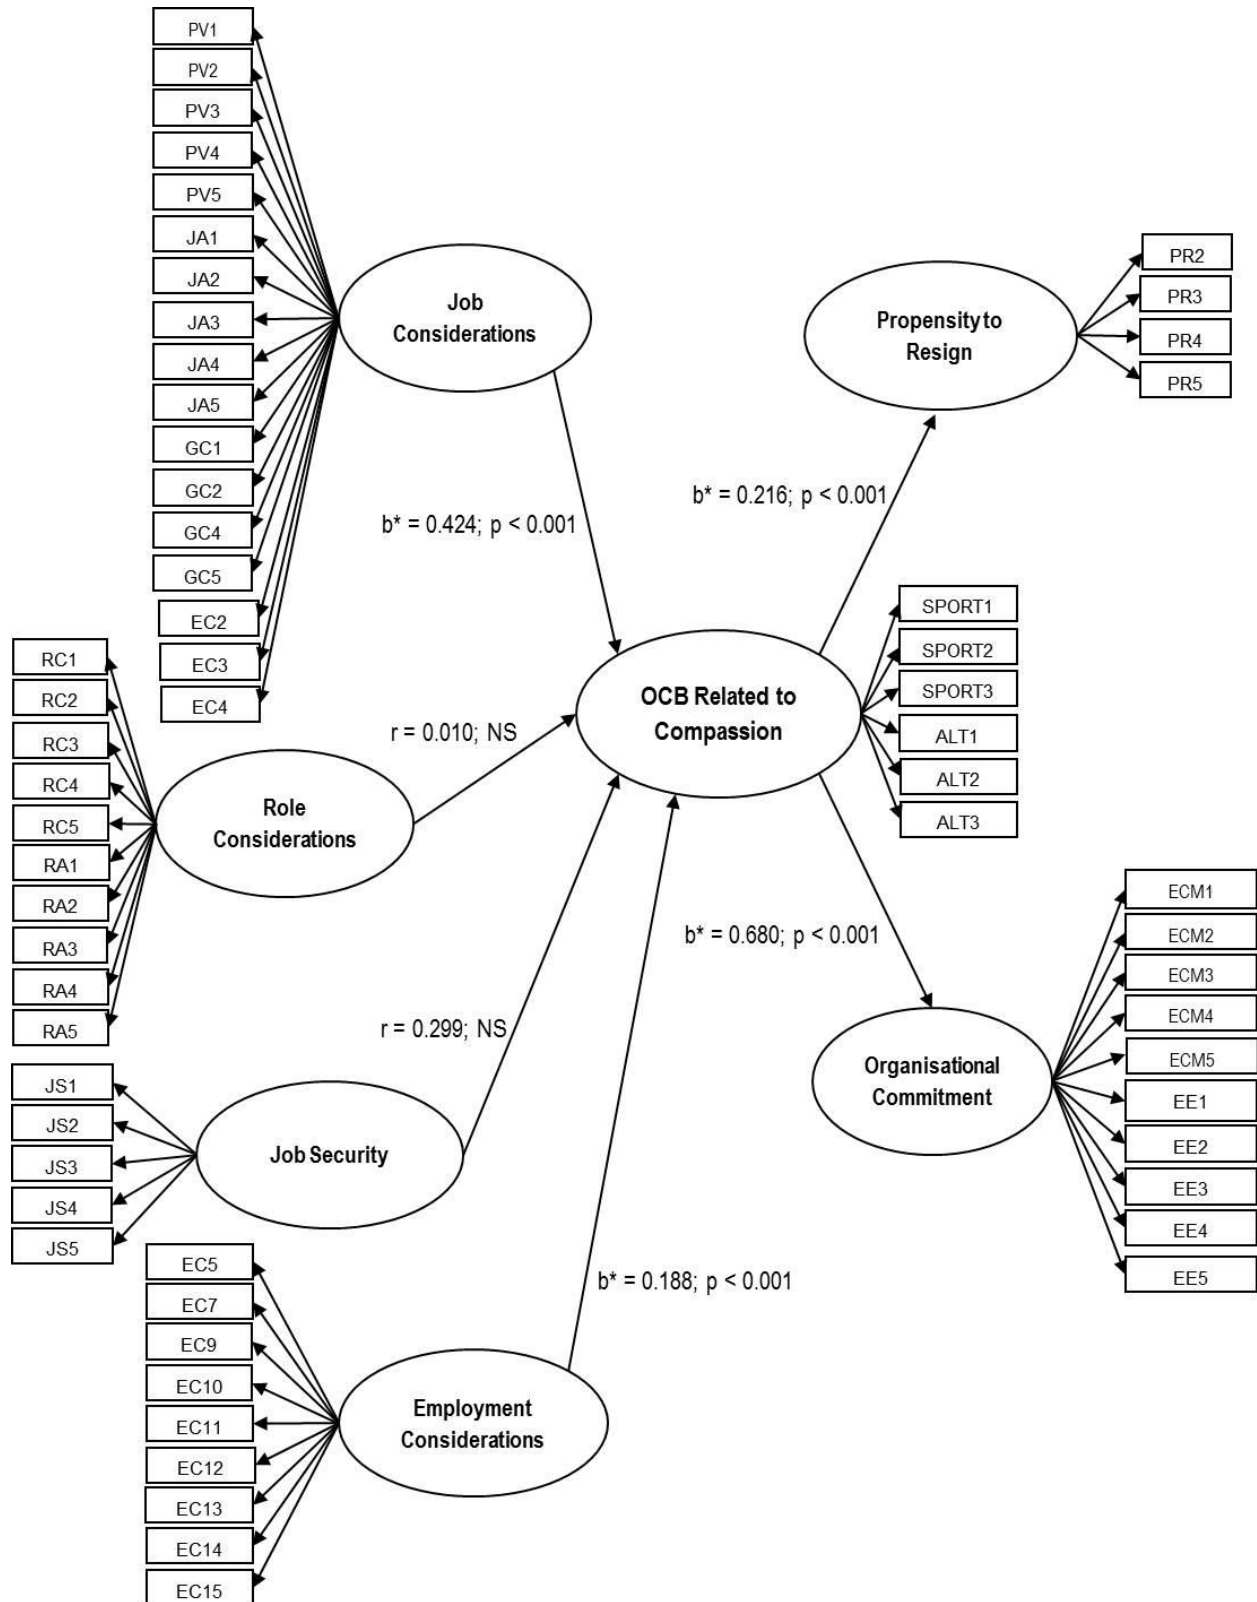 PV1
PV2
PV3
PV4
PV5
JA1
JA2
JA3
JA4
JA5
GC1
GC2
GC4
GC5
EC2
EC3
EC4
Job
Considerations
b* = 0.424; p < 0.001
RC1
RC2
RC3
RC4
RC5
RA1
RA2
RA3
RA4
RA5
Role
Considerations
r = 0.010; NS
JS1
JS2
JS3
JS4
JS5
Job Security
r = 0.299; NS
EC5
EC7
EC9
EC10
EC11
EC12
EC13
EC14
EC15
Employment
Considerations
b* = 0.188; p < 0.001
OCB Related to
Compassion
SPORT1
SPORT2
SPORT3
ALT1
ALT2
ALT3
b* = 0.216; p < 0.001
Propensity to
Resign
PR2
PR3
PR4
PR5
b* = 0.680; p < 0.001
Organisational
Commitment
ECM1
ECM2
ECM3
ECM4
ECM5
EE1
EE2
EE3
EE4
EE5